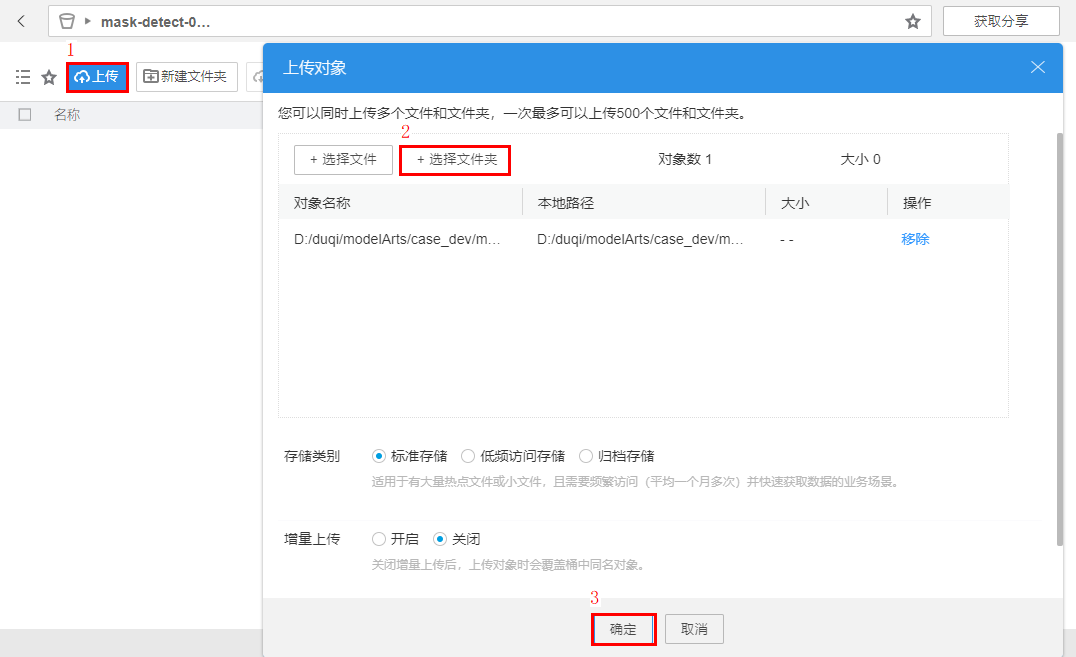 mask-detect-0...
获取分享
1
上传
新建文件夹
名称
上传对象
您可以同时上传多个文件和文件夹，一次最多可以上传500个文件和文件夹。
2
+ 选择文件
+ 选择文件夹
对象数 1
大小 0
对象名称
本地路径
大小
操作
D:/duqi/modelArts/case_dev/m...
D:/duqi/modelArts/case_dev/m...
- -
移除
存储类别
标准存储
低频访问存储
归档存储
适用于有大量热点文件或小文件，且需要频繁访问（平均一个月多次）并快速获取数据的业务场景。
增量上传
开启
关闭
关闭增量上传后，上传对象时会覆盖桶中同名对象。
3
确定
取消